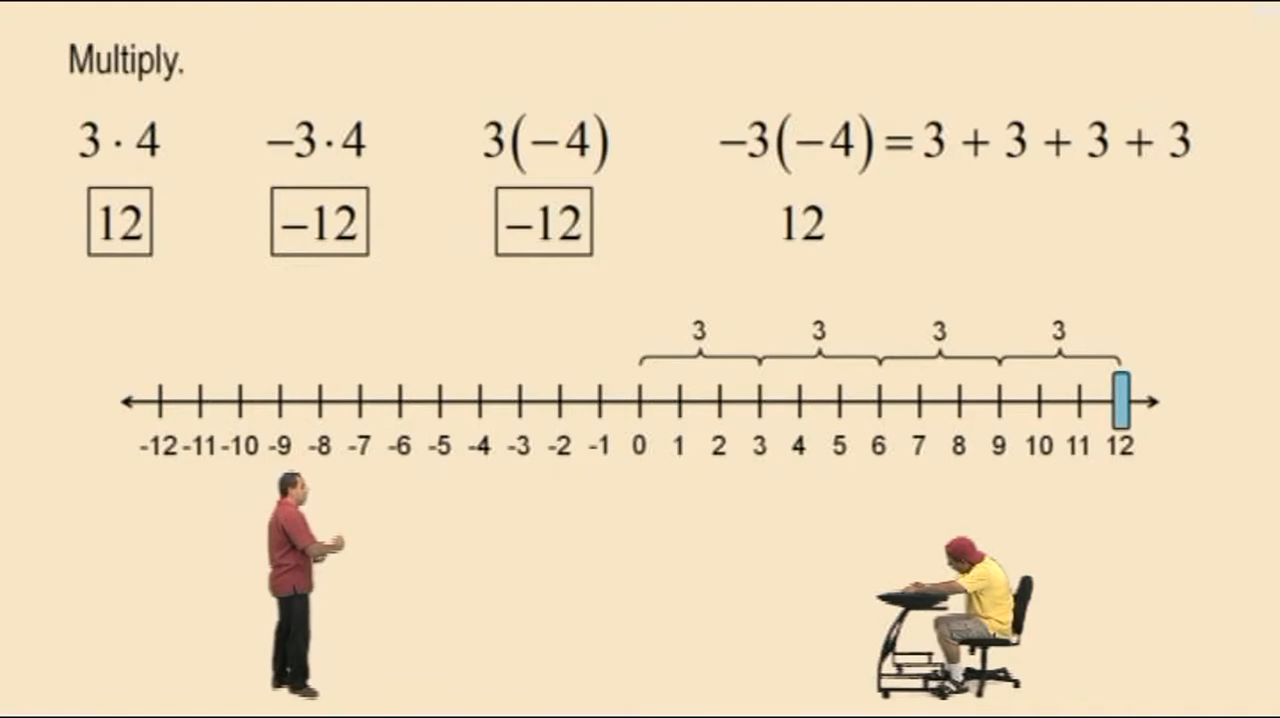 Multiply.
3 · 4 −3 · 4 3(−4) −3(−4) = 3 + 3 + 3 + 3
12 −12 −12 12
3 3 3 3
-12 -11 -10 -9 -8 -7 -6 -5 -4 -3 -2 -1 0 1 2 3 4 5 6 7 8 9 10 11 12